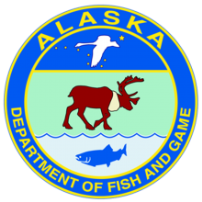 ALASKA
DEPARTMENT OF FISH AND GAME